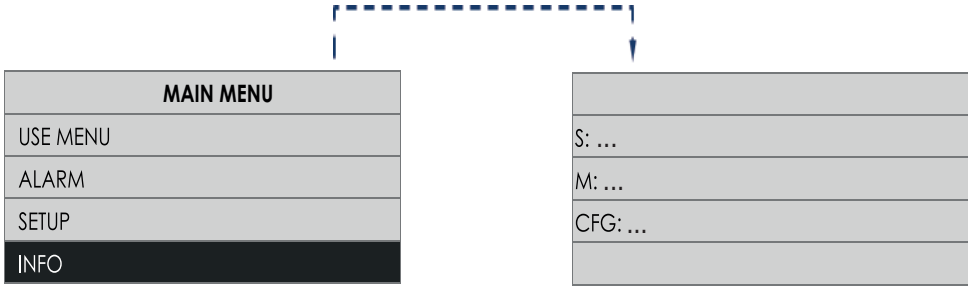 MAIN MENU
USE MENU
ALARM
SETUP
INFO
S: ...
M: ...
CFG: ...